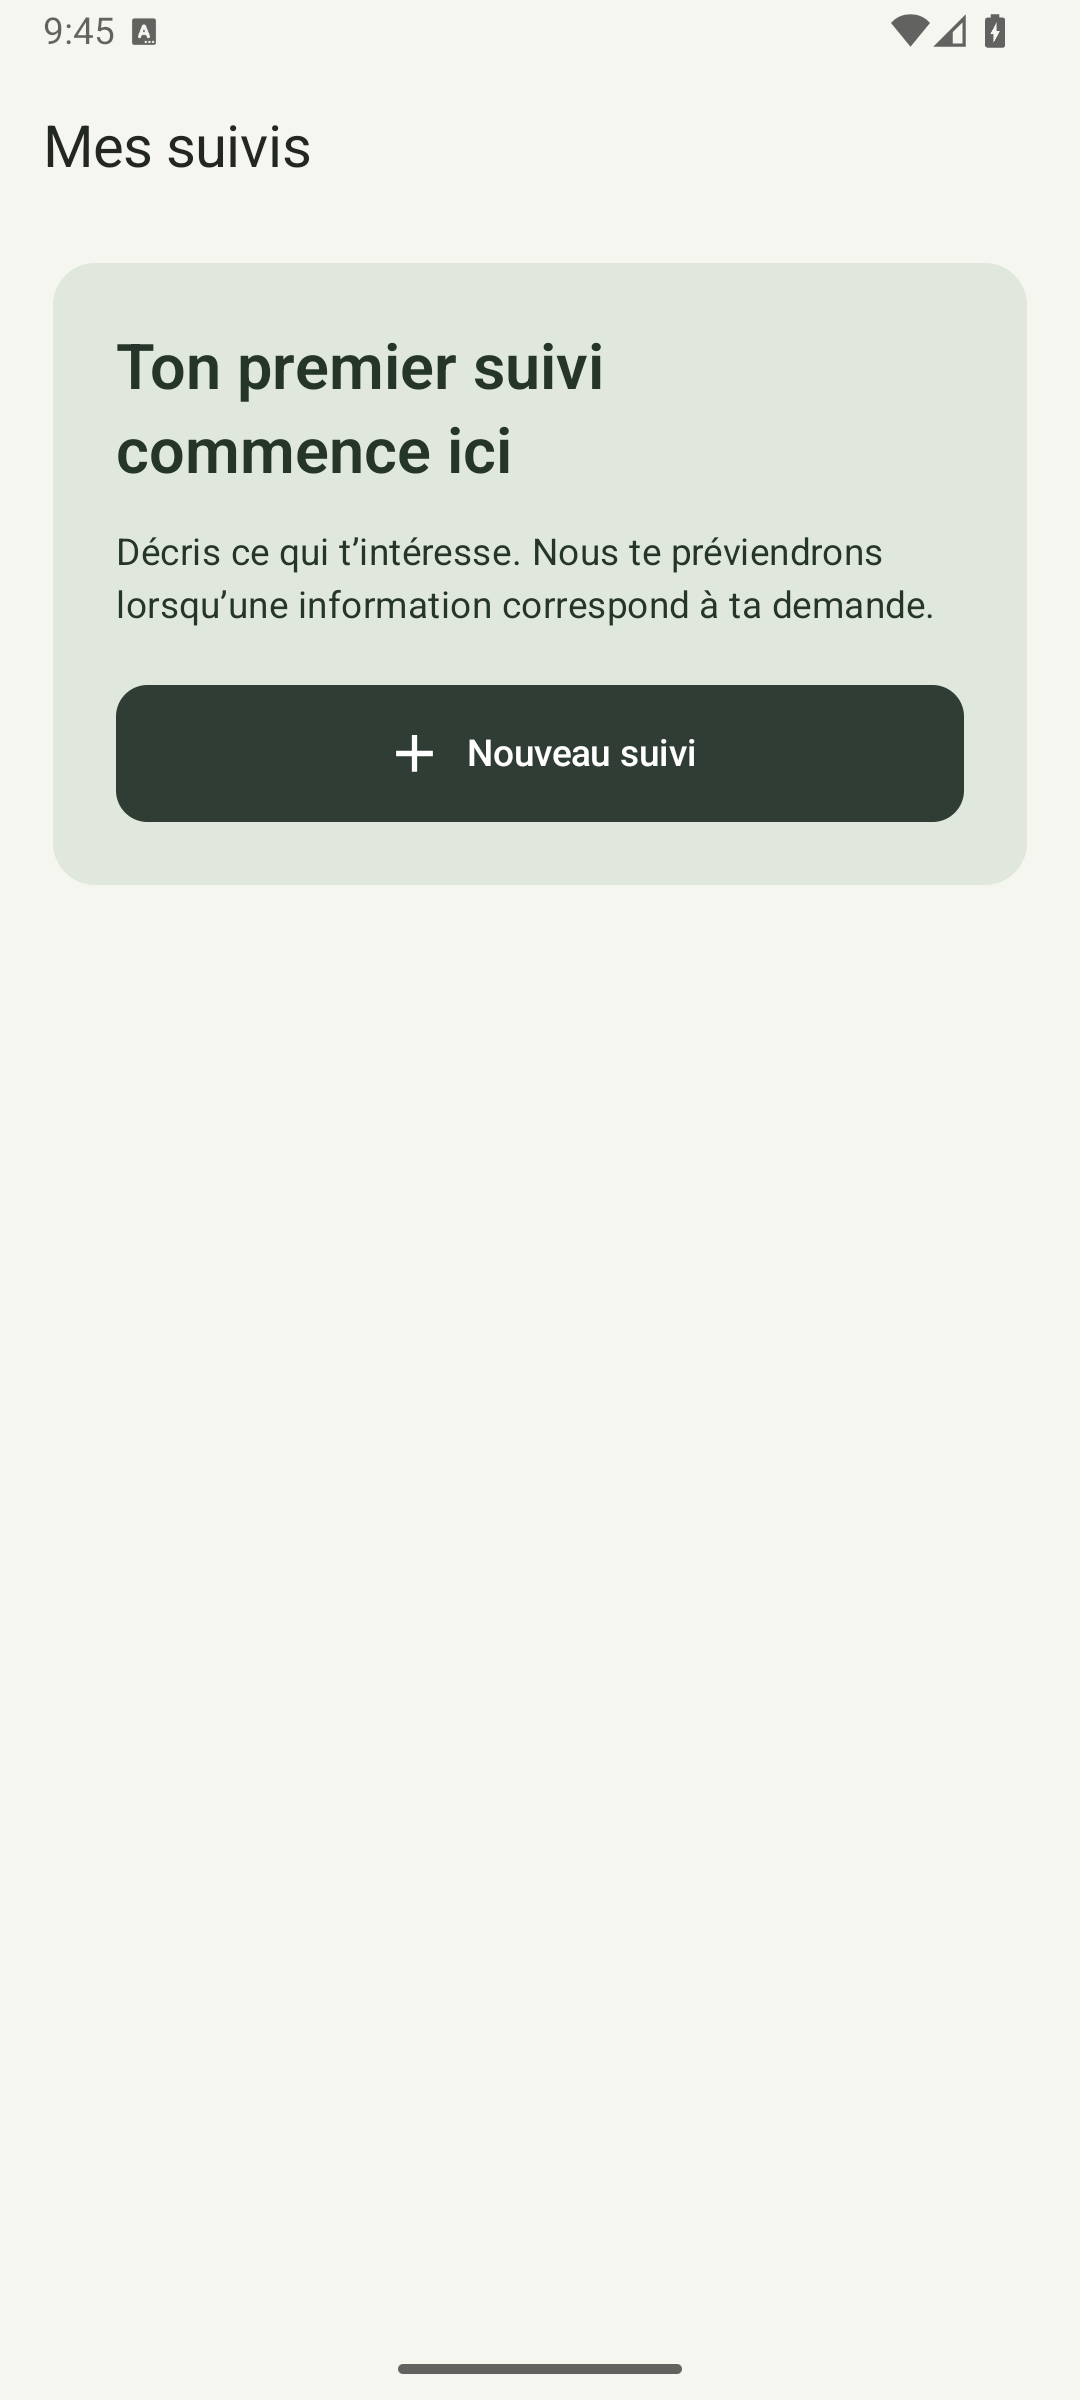 9:45
Mes suivis
Ton premier suivi
commence ici
Décris ce qui t’intéresse. Nous te préviendrons
lorsqu’une information correspond à ta demande.
Nouveau suivi